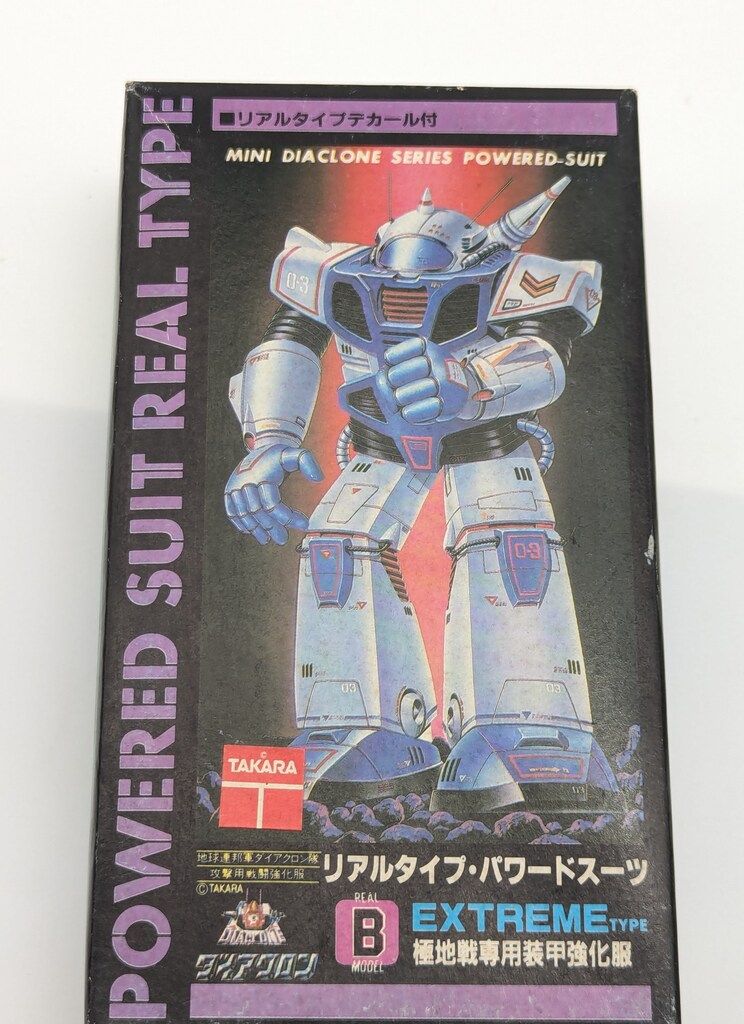 POWERED SUIT REAL TYPE
■リアルタイプデカール付
MINI DIACLONE SERIES POWERED-SUIT
03
03
03
03
©
TAKARA
T
地球連邦軍ダイアクロン隊
攻撃用戦闘強化服
©TAKARA
リアルタイプ・パワードスーツ
DIACLONE
ダイアクロン
REAL
B
MODEL
EXTREME TYPE
極地戦専用装甲強化服